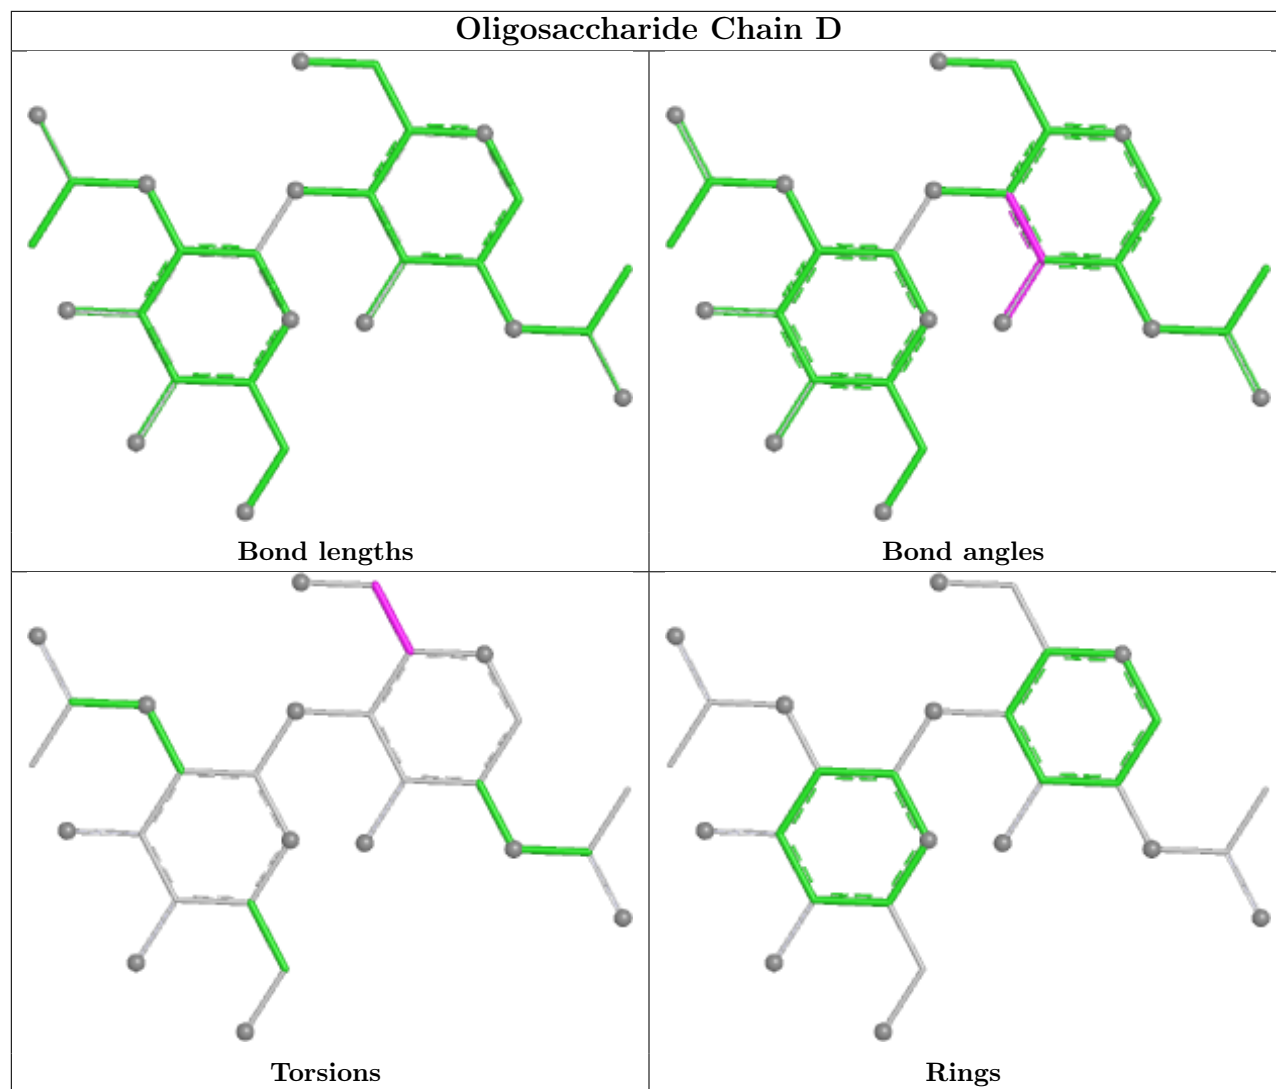 Oligosaccharide Chain D
Bond lengths
Bond angles
Torsions
Rings